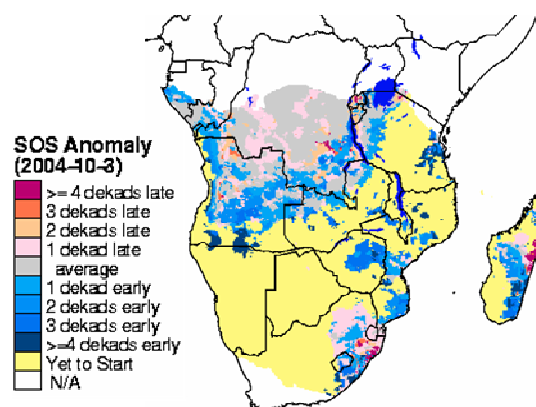 SOS Anomaly
(2004-10-3)
>= 4 dekads late
3 dekads late
2 dekads late
1 dekad late
average
1 dekad early
2 dekads early
3 dekads early
>=4 dekads early
Yet to Start
N/A